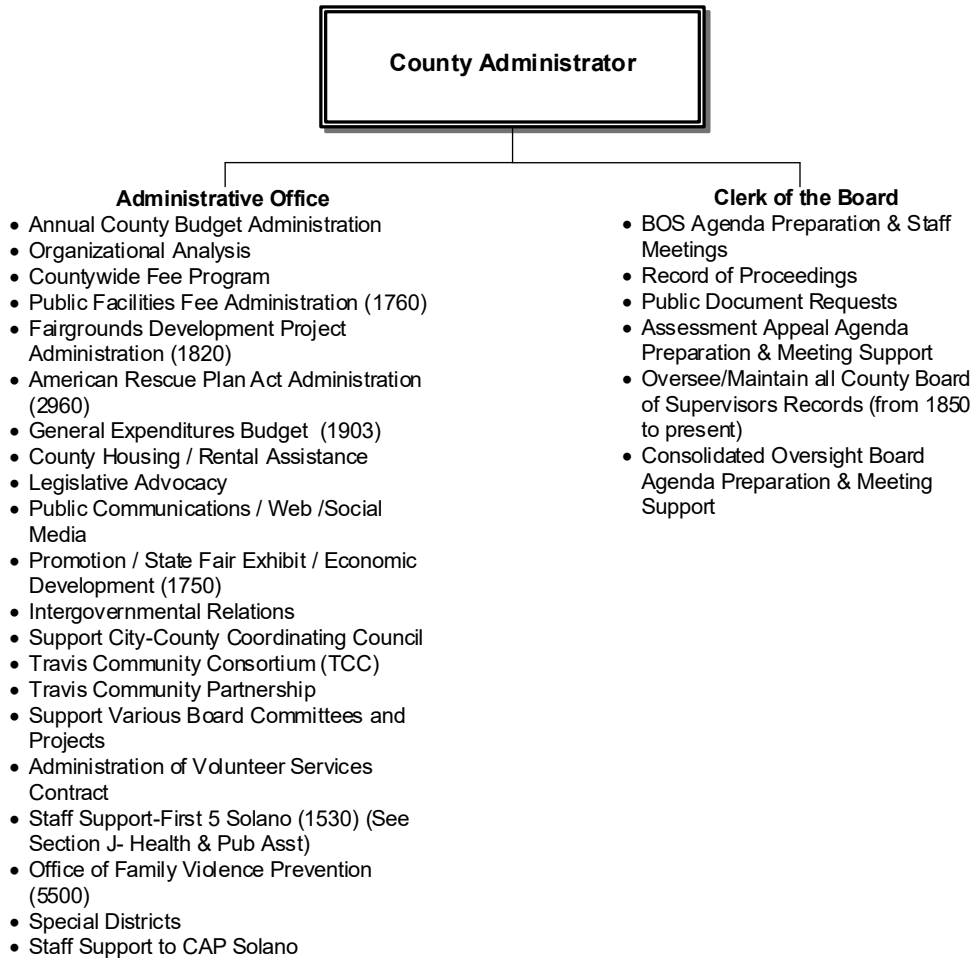 County Administrator
Administrative Office
• Annual County Budget Administration
• Organizational Analysis
• Countywide Fee Program
• Public Facilities Fee Administration (1760)
• Fairgrounds Development Project
Administration (1820)
• American Rescue Plan Act Administration
(2960)
• General Expenditures Budget (1903)
• County Housing / Rental Assistance
• Legislative Advocacy
• Public Communications / Web /Social
Media
• Promotion / State Fair Exhibit / Economic
Development (1750)
• Intergovernmental Relations
• Support City-County Coordinating Council
• Travis Community Consortium (TCC)
• Travis Community Partnership
• Support Various Board Committees and
Projects
• Administration of Volunteer Services
Contract
• Staff Support-First 5 Solano (1530) (See
Section J- Health & Pub Asst)
• Office of Family Violence Prevention
(5500)
• Special Districts
• Staff Support to CAP Solano
Clerk of the Board
• BOS Agenda Preparation & Staff
Meetings
• Record of Proceedings
• Public Document Requests
• Assessment Appeal Agenda
Preparation & Meeting Support
• Oversee/Maintain all County Board
of Supervisors Records (from 1850
to present)
• Consolidated Oversight Board
Agenda Preparation & Meeting
Support